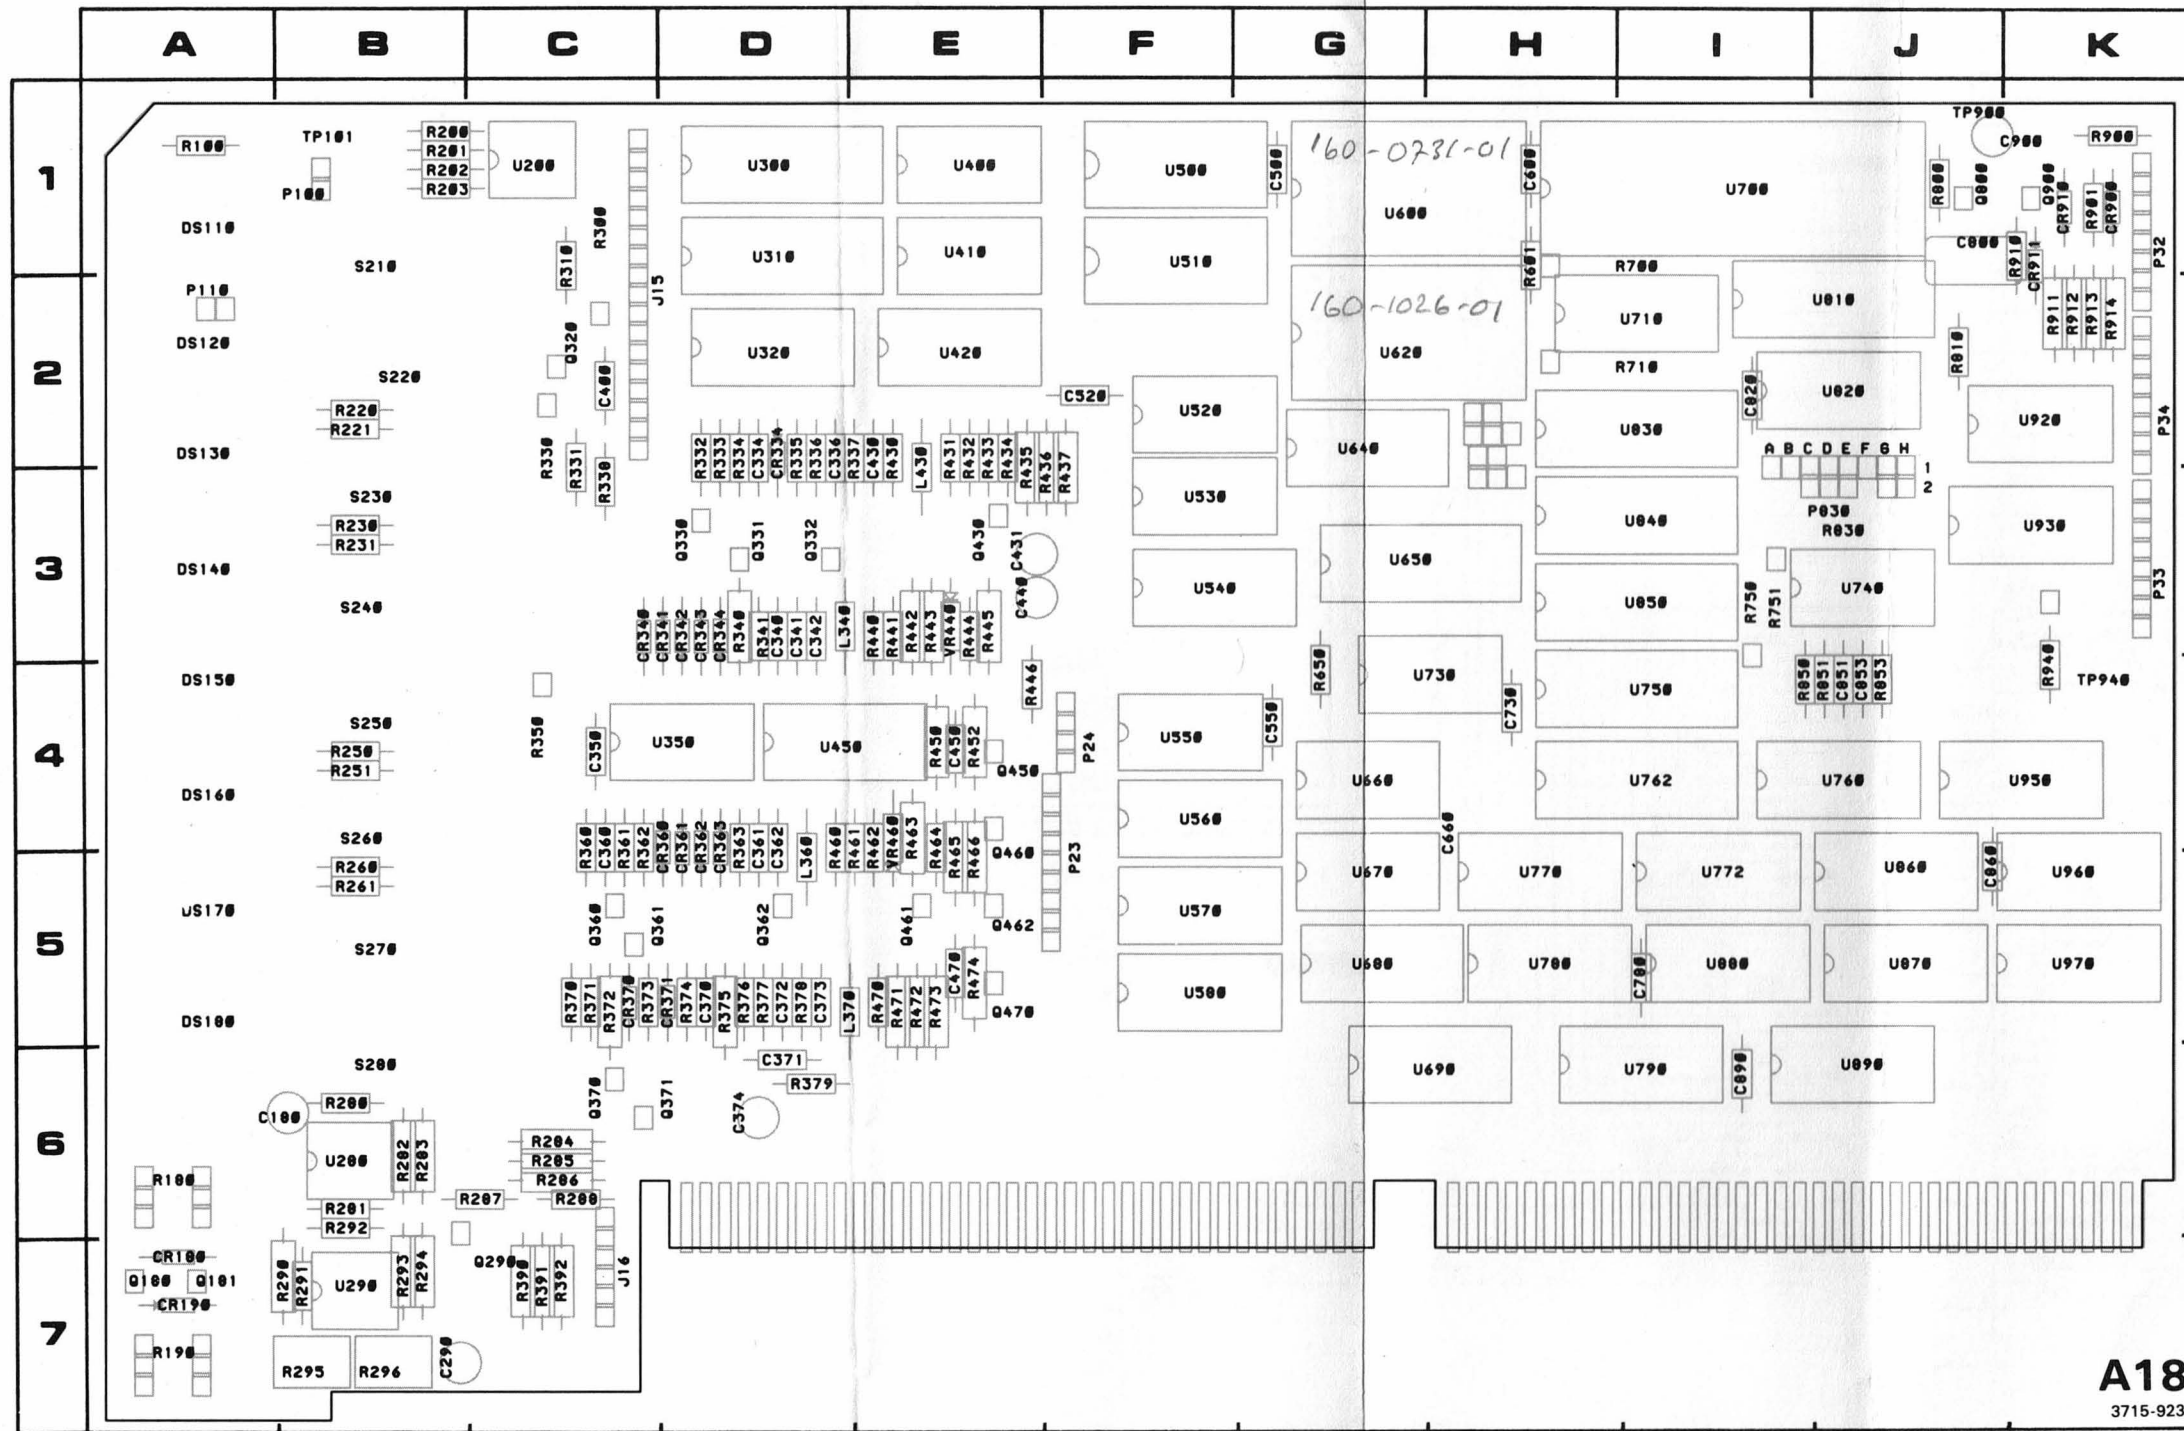 A B C D E F G H I J K
1
R100 TP101 R200 U200 U300 U400 U500 C500 160-0731-01 C600 TP900 C900 R900
R201
R202 U700 R800 Q800 Q900
P100 R203 U600 CR910 R901 CR900
DS110 R300
S210 R310 U310 U410 U510 R601 R700 C800 R910 CR911 P32
2
P110 J15 160-1026-01 U710 U810 R911 R912 R913 R914
DS120 Q320 U320 U420 U620 R810
S220 C400 C520 U520 R710 C820 U820
R220 U830 U920 P34
R221
DS130 R330 R331 R338 R332 R333 R334 C334 CR334 R335 R336 C336 R337 C430 R430 L430 R431 R432 R433 R434 R435 R436 R437 U640
A B C D E F G H
1
2
3
S230 U530 U840 P830 U930
R230 Q330 Q331 Q332 Q430 C431 R830
R231
DS140 U540 U650 U740 P33
S240 C440 U850 R750 R751
CR340 CR341 CR342 CR343 CR344 R340 R341 C340 C341 C342 L340 R440 R441 R442 R443 VR440 R444 R445
4
DS150 R446 R650 U730 C730 U750 R850 R851 C851 C853 R853 R940 TP940
S250 R350 C350 U350 U450 R450 C450 R452 P24 U550 C550
R250
R251 Q450 U660 U762 U760 U950
DS160 U560
S260 R360 C360 R361 R362 CR360 CR361 CR362 CR363 R363 C361 C362 L360 R460 R461 R462 VR460 R463 R464 R465 R466 Q460 P23 C660
5
R260 U670 U770 U772 U860 C860 U960
R261
DS170 Q360 Q361 Q362 Q461 Q462 U570
S270 C470 R474 U680 U780 C780 U880 U870 U970
DS180 R370 R371 R372 CR370 R373 CR371 R374 C370 R375 R376 R377 C372 R378 C373 L370 R470 R471 R472 R473 Q470 U580
6
S280 C371 U690 U790 C890 U890
R280 Q370 Q371 R379
C180 C374
U280 R282 R283 R284
R285
R180 R286
R207 R288
R281
R292
7
CR180 R290 R291 U290 R293 R294 Q290 R390 R391 R392 J16
Q180 Q181
CR190
R190 R295 R296 C290
A18
3715-923